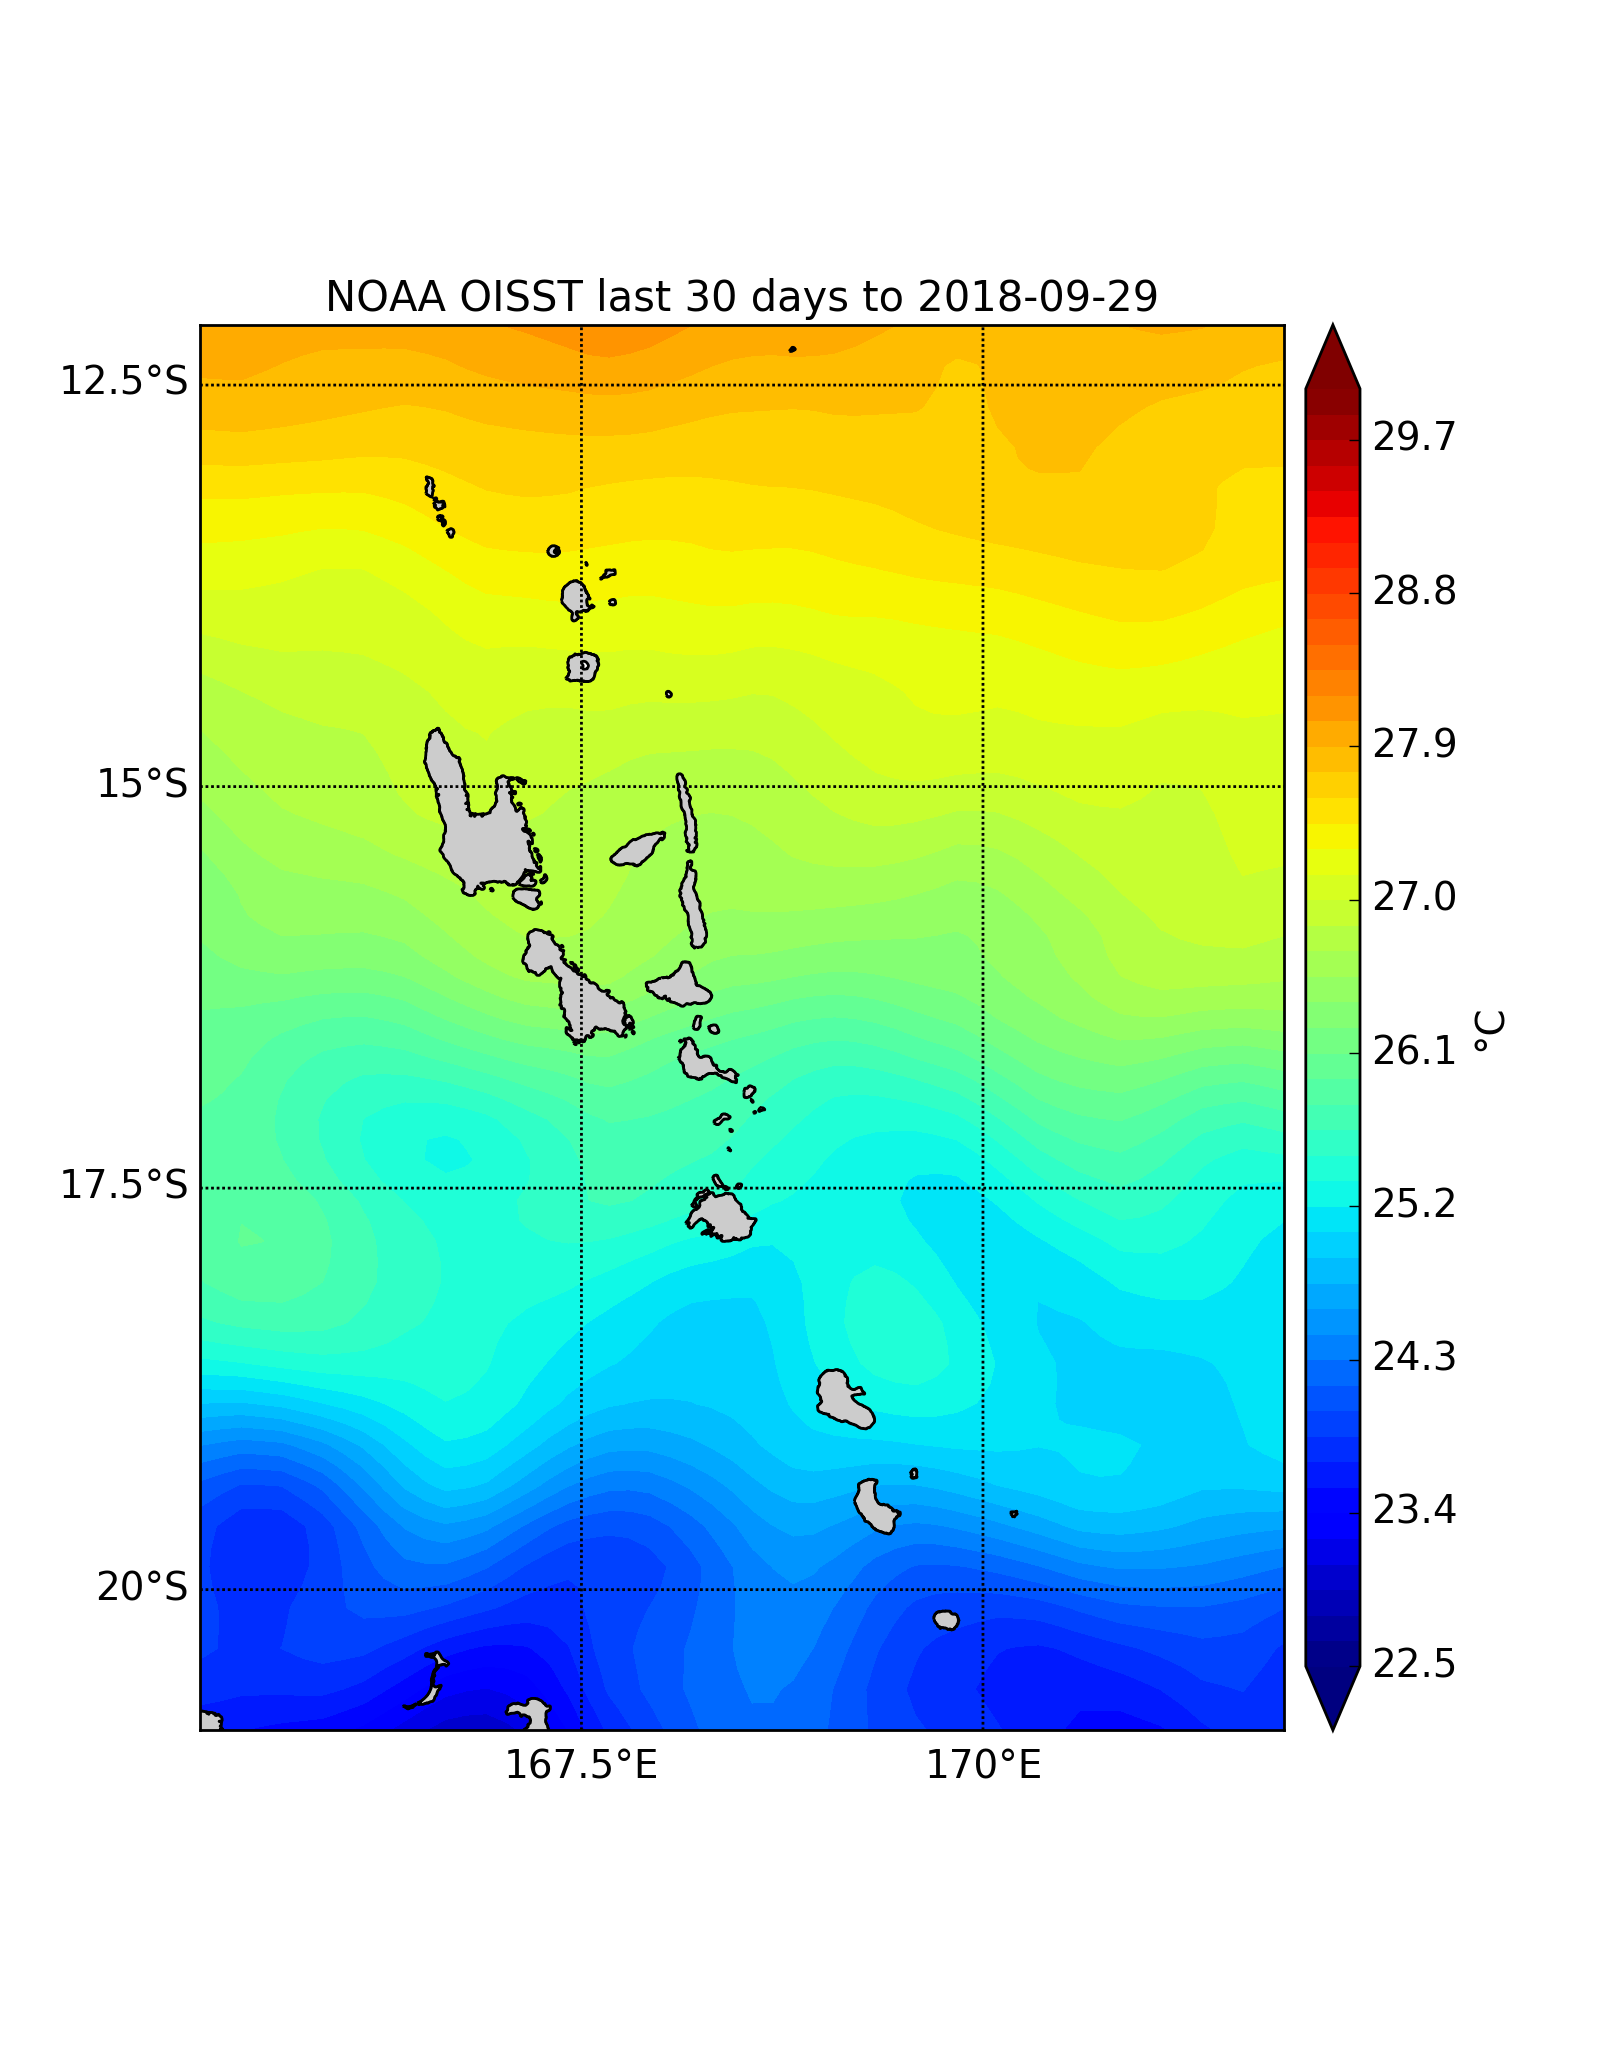 NOAA OISST last 30 days to 2018-09-29
12.5°S
15°S
17.5°S
20°S
167.5°E
170°E
29.7
28.8
27.9
27.0
26.1
25.2
24.3
23.4
22.5
°C